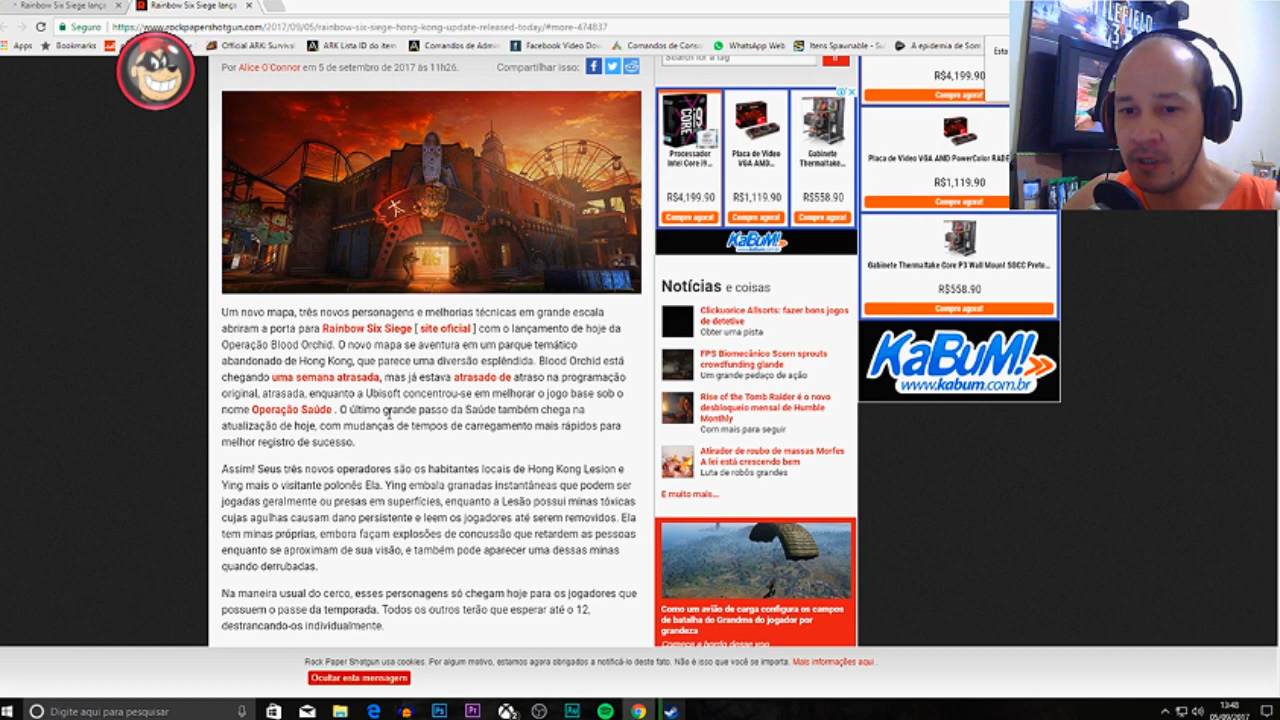 Rainbow Six Siege lança
Rainbow Six Siege lança
Seguro
https://www.rockpapershotgun.com/2017/09/05/rainbow-six-siege-hong-kong-update-released-today/#more-474837
Apps
Bookmarks
Official ARK: Survival
ARK Lista ID do item
Comandos de Admin
Facebook Video Dow
Comandos de Conso
WhatsApp Web
Itens Spawnable - Su
A epidemia de Som
Esta
Por Alice O'Connor em 5 de setembro de 2017 às 11h26.
Compartilhar isso:
Um novo mapa, três novos personagens e melhorias técnicas em grande escala
abriram a porta para Rainbow Six Siege [ site oficial ] com o lançamento de hoje da
Operação Blood Orchid. O novo mapa se aventura em um parque temático
abandonado de Hong Kong, que parece uma diversão esplêndida. Blood Orchid está
chegando uma semana atrasada, mas já estava atrasado de atraso na programação
original, atrasada, enquanto a Ubisoft concentrou-se em melhorar o jogo base sob o
nome Operação Saúde . O último grande passo da Saúde também chega na
atualização de hoje, com mudanças de tempos de carregamento mais rápidos para
melhor registro de sucesso.
Assim! Seus três novos operadores são os habitantes locais de Hong Kong Lesion e
Ying mais o visitante polonês Ela. Ying embala granadas instantâneas que podem ser
jogadas geralmente ou presas em superfícies, enquanto a Lesão possui minas tóxicas
cujas agulhas causam dano persistente e leem os jogadores até serem removidos. Ela
tem minas próprias, embora façam explosões de concussão que retardem as pessoas
enquanto se aproximam de sua visão, e também pode aparecer uma dessas minas
quando derrubadas.
Na maneira usual do cerco, esses personagens só chegam hoje para os jogadores que
possuem o passe da temporada. Todos os outros terão que esperar até o 12,
destrancando-os individualmente.
Search for a tag
Processador
Intel Core i9...
R$4,199.90
Compre agora!
Placa de Vídeo
VGA AMD...
R$1,119.90
Compre agora!
Gabinete
Thermaltake...
R$558.90
Compre agora!
KaBuM!
Notícias e coisas
Clickuorice Allsorts: fazer bons jogos
de detetive
Obter uma pista
FPS Biomecânico Scorn sprouts
crowdfunding glande
Um grande pedaço de ação
Rise of the Tomb Raider é o novo
desbloqueio mensal de Humble
Monthly
Com mais para seguir
Atirador de roubo de massas Morfes
A lei está crescendo bem
Luta de robôs grandes
E muito mais...
Como um avião de carga configura os campos
de batalha do Grandma do jogador por
grandeza
R$4,199.90
Compre agora!
Placa de Vídeo VGA AMD PowerColor RADE
R$1,119.90
Compre agora!
Gabinete Thermaltake Core P3 Wall Mount SGCC Preto...
R$558.90
Compre agora!
KaBuM!
www.kabum.com.br
Rock Paper Shotgun usa cookies. Por algum motivo, estamos agora obrigados a notificá-lo deste fato. Não é isso que você se importa. Mais informações aqui .
Ocultar esta mensagem
Digite aqui para pesquisar
13:48
05/09/2017